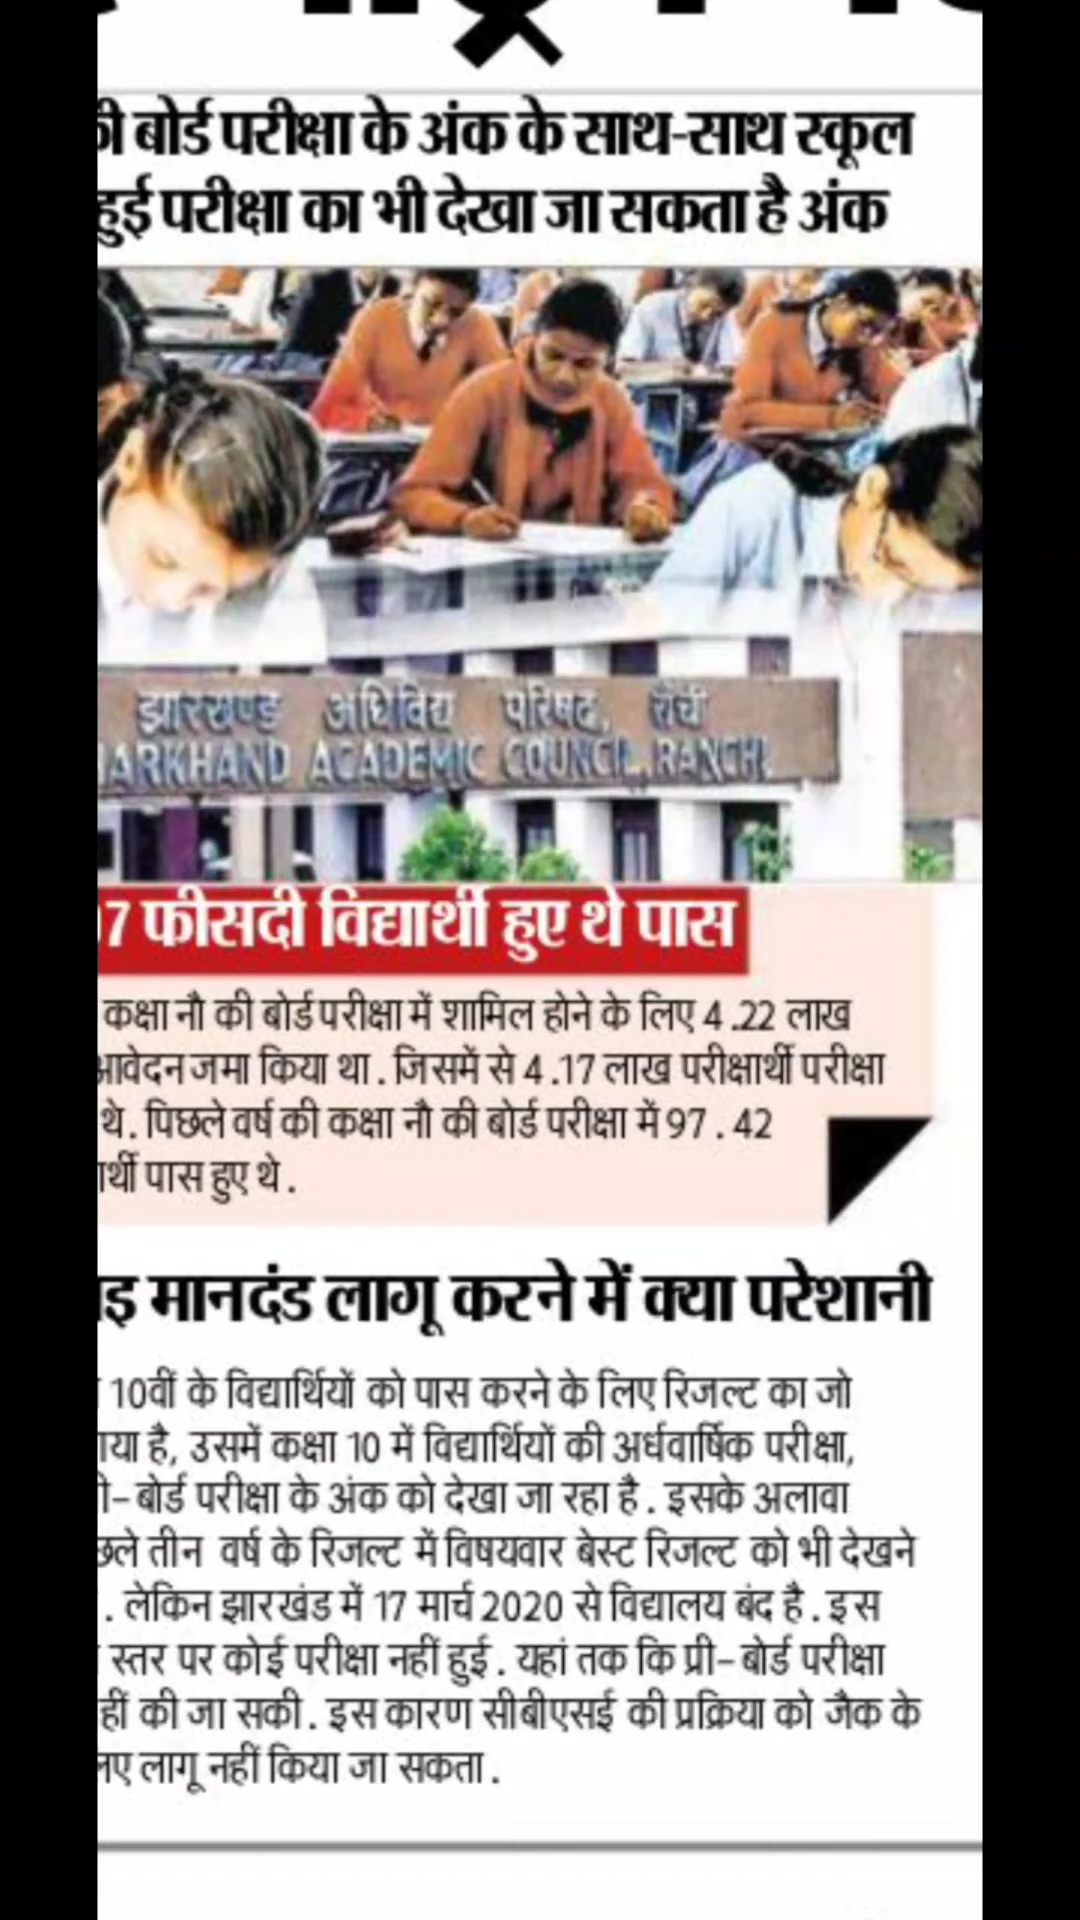 की बोर्ड परीक्षा के अंक के साथ-साथ स्कूल
हुई परीक्षा का भी देखा जा सकता है अंक
झारखण्ड अधिविद्य परिषद, राँची
JARKHAND ACADEMIC COUNCIL, RANCHI
97 फीसदी विद्यार्थी हुए थे पास
कक्षा नौ की बोर्ड परीक्षा में शामिल होने के लिए 4.22 लाख
आवेदन जमा किया था. जिसमें से 4.17 लाख परीक्षार्थी परीक्षा
थे. पिछले वर्ष की कक्षा नौ की बोर्ड परीक्षा में 97.42
पास हुए थे.
मानदंड लागू करने में क्या परेशानी
10वीं के विद्यार्थियों को पास करने के लिए रिजल्ट का जो
है, उसमें कक्षा 10 में विद्यार्थियों की अर्धवार्षिक परीक्षा,
-बोर्ड परीक्षा के अंक को देखा जा रहा है. इसके अलावा
तीन वर्ष के रिजल्ट में विषयवार बेस्ट रिजल्ट को भी देखने
. लेकिन झारखंड में 17 मार्च 2020 से विद्यालय बंद है. इस
स्तर पर कोई परीक्षा नहीं हुई. यहां तक कि प्री-बोर्ड परीक्षा
की जा सकी. इस कारण सीबीएसई की प्रक्रिया को जैक के
लागू नहीं किया जा सकता.